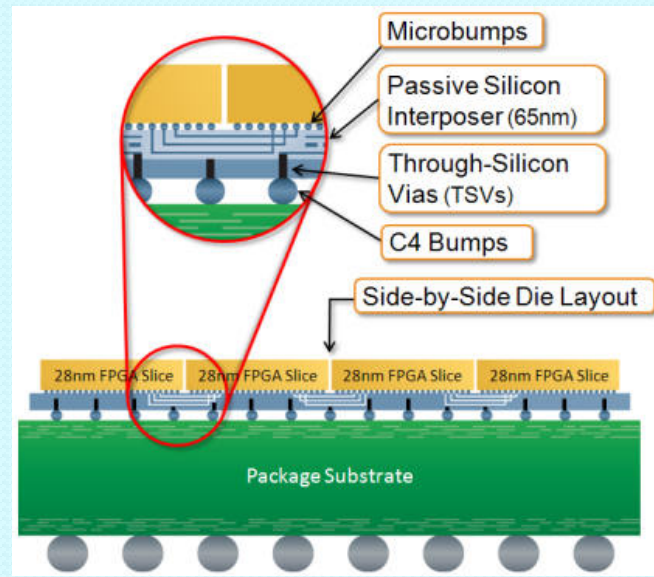 Microbumps
Passive Silicon
Interposer (65nm)
Through-Silicon
Vias (TSVs)
C4 Bumps
Side-by-Side Die Layout
28nm FPGA Slice 28nm FPGA Slice 28nm FPGA Slice 28nm FPGA Slice
Package Substrate